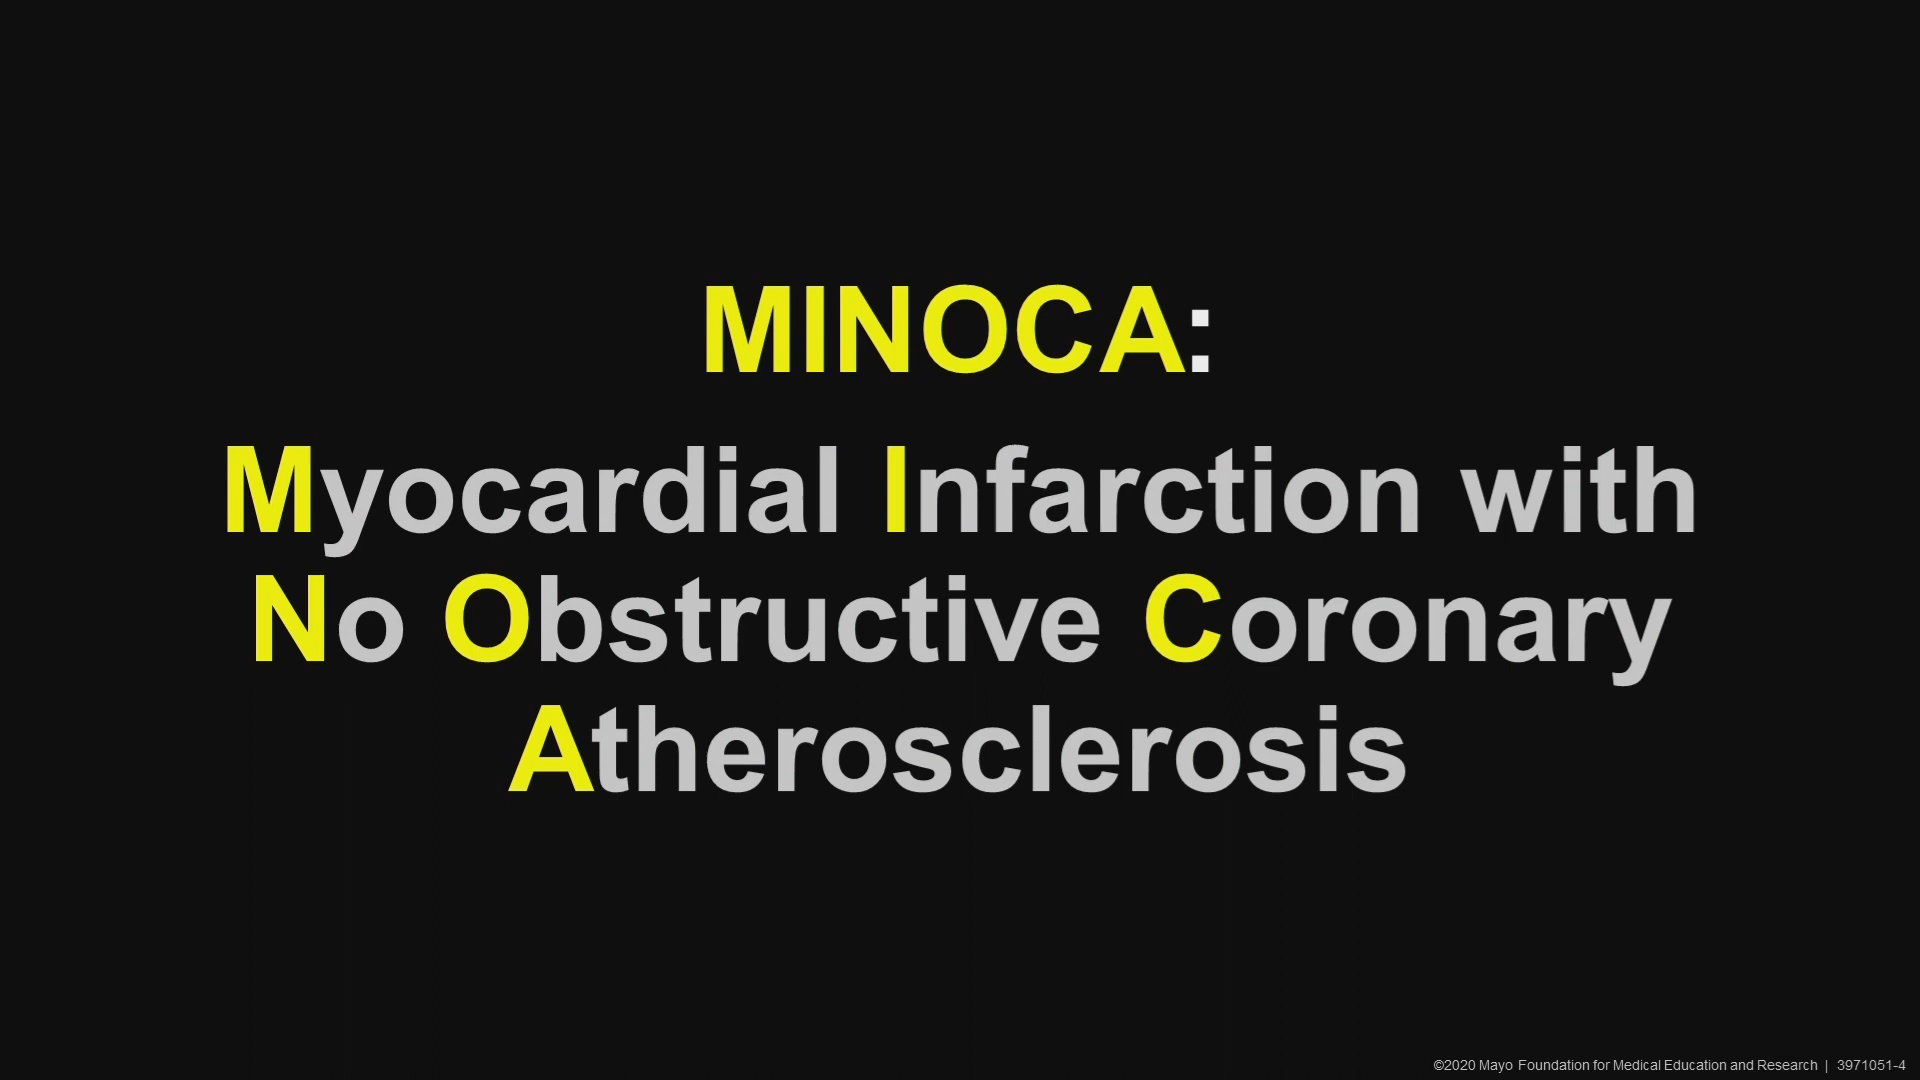 MINOCA:
Myocardial Infarction with
No Obstructive Coronary
Atherosclerosis
©2020 Mayo Foundation for Medical Education and Research | 3971051-4